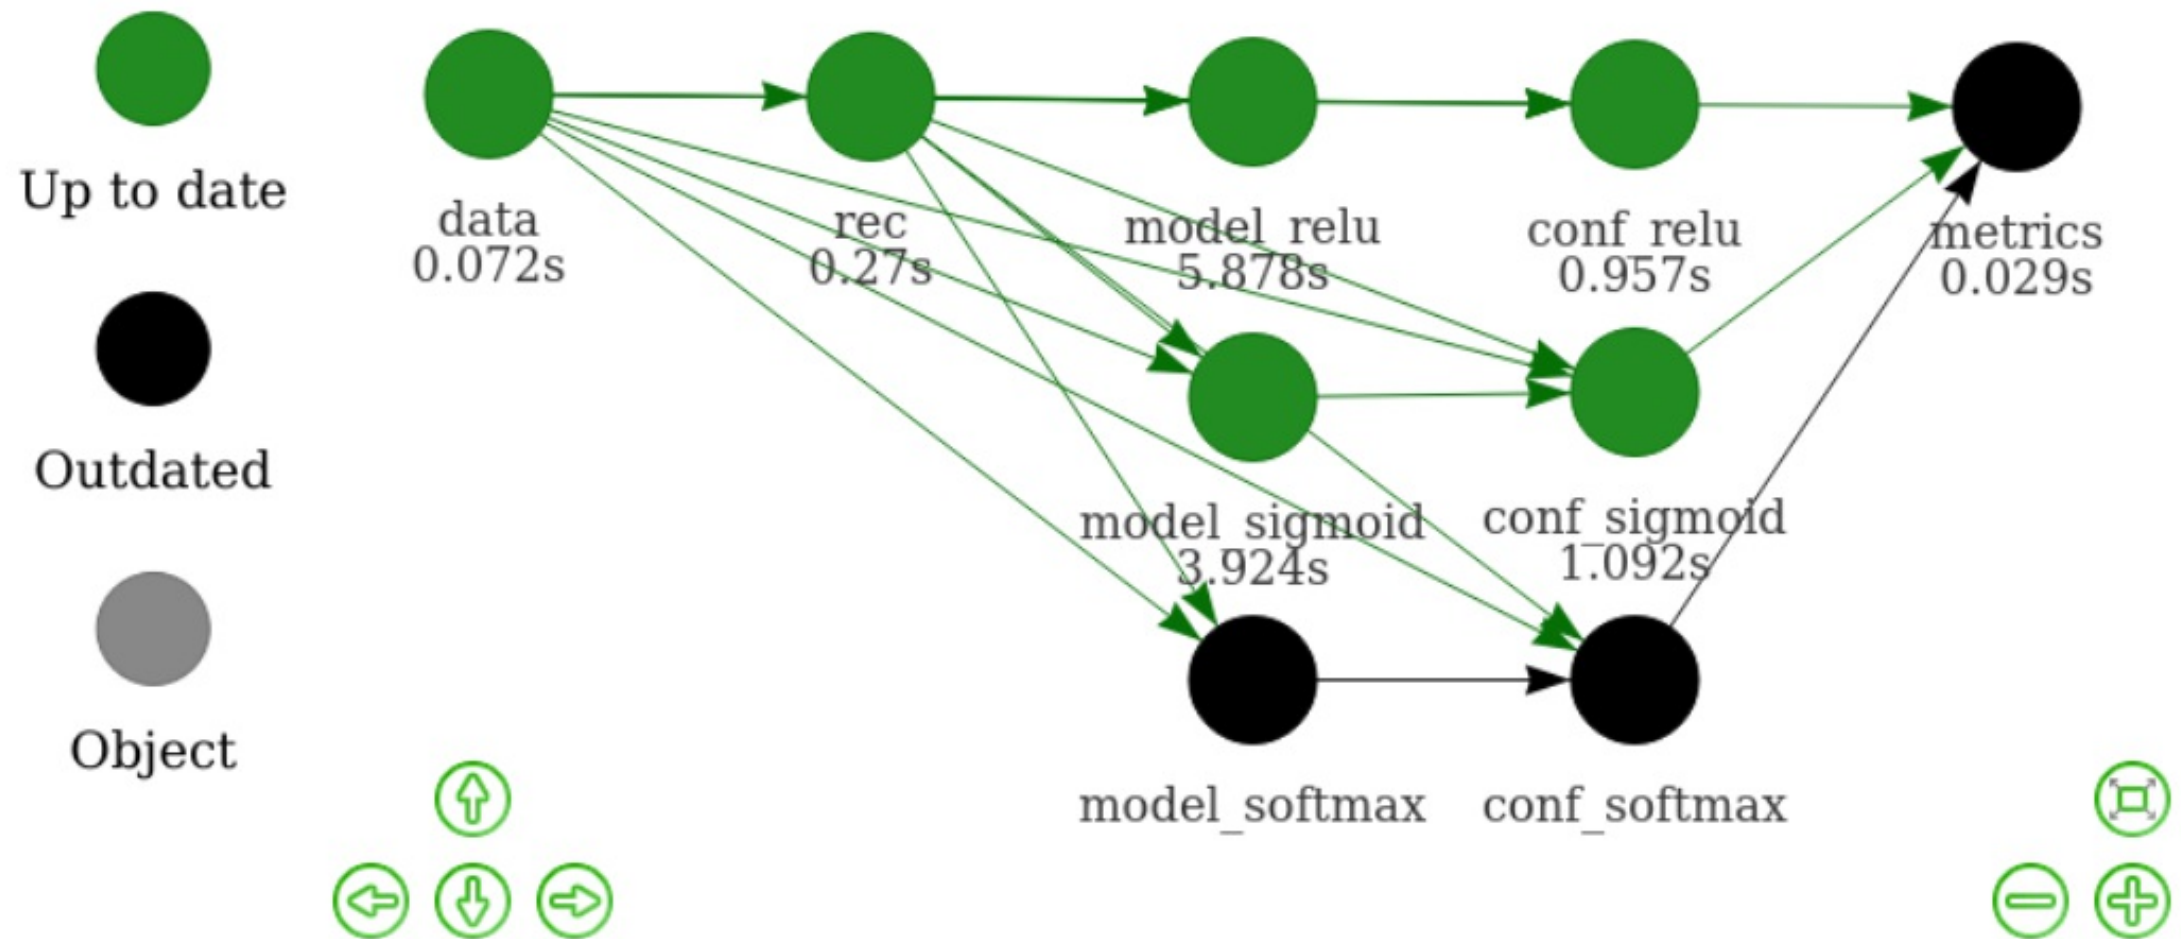 Up to date
Outdated
Object
data
0.072s
rec
0.27s
model_relu
5.878s
conf_relu
0.957s
metrics
0.029s
model_sigmoid
3.924s
conf_sigmoid
1.092s
model_softmax
conf_softmax